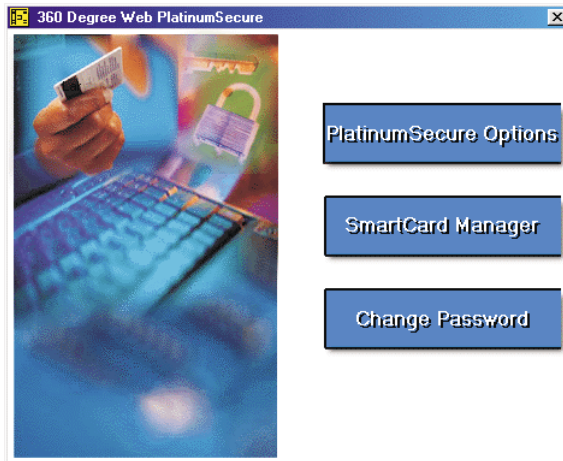 360 Degree Web PlatinumSecure
PlatinumSecure Options
SmartCard Manager
Change Password